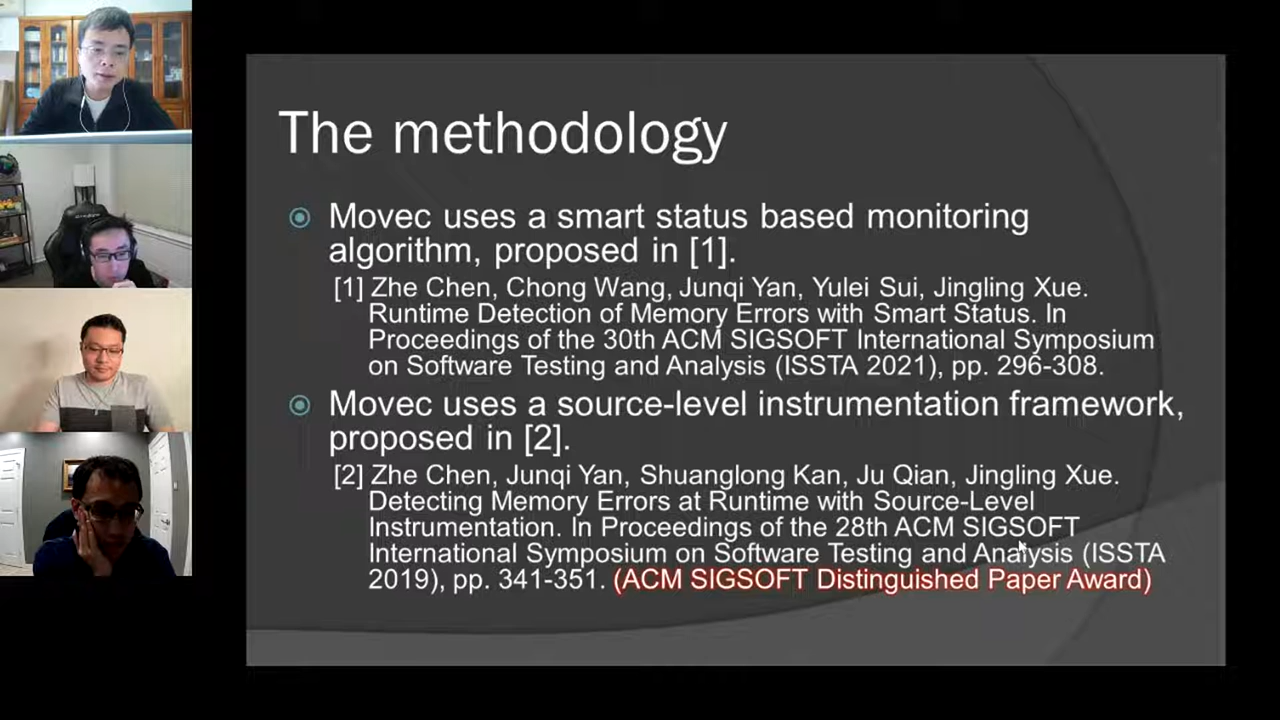 The methodology
Movec uses a smart status based monitoring
algorithm, proposed in [1].
[1] Zhe Chen, Chong Wang, Junqi Yan, Yulei Sui, Jingling Xue.
Runtime Detection of Memory Errors with Smart Status. In
Proceedings of the 30th ACM SIGSOFT International Symposium
on Software Testing and Analysis (ISSTA 2021), pp. 296-308.
Movec uses a source-level instrumentation framework,
proposed in [2].
[2] Zhe Chen, Junqi Yan, Shuanglong Kan, Ju Qian, Jingling Xue.
Detecting Memory Errors at Runtime with Source-Level
Instrumentation. In Proceedings of the 28th ACM SIGSOFT
International Symposium on Software Testing and Analysis (ISSTA
2019), pp. 341-351. (ACM SIGSOFT Distinguished Paper Award)